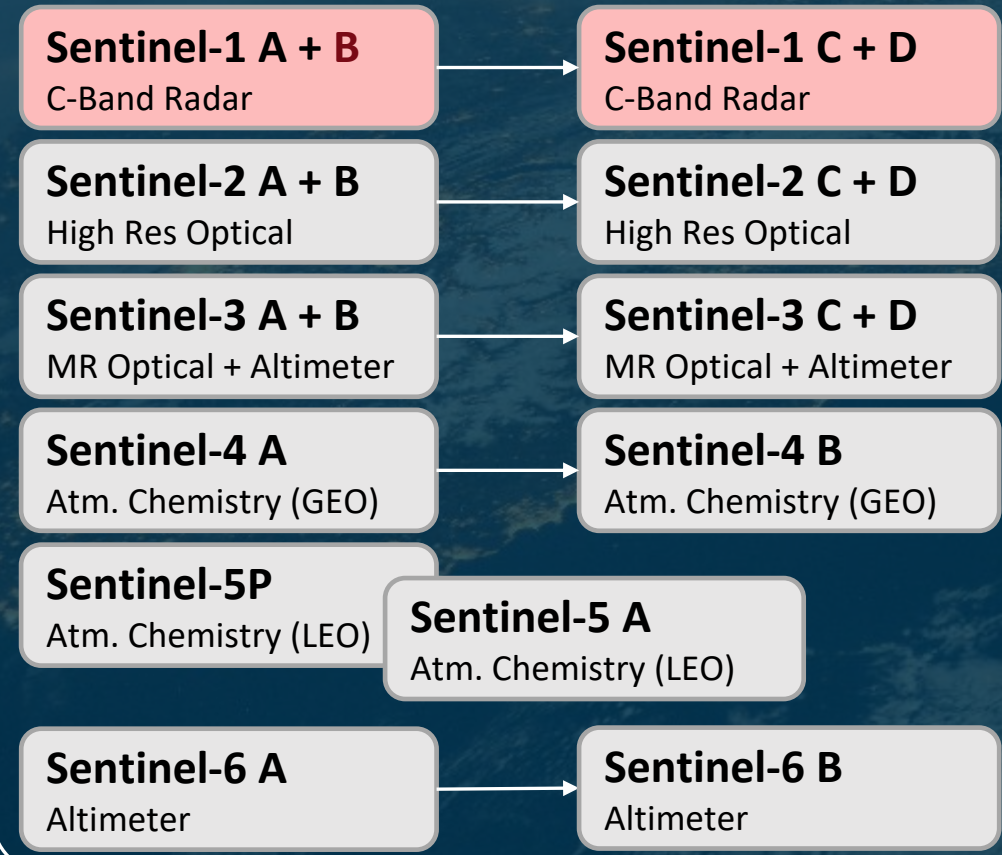 Sentinel-1 A + B
C-Band Radar
Sentinel-1 C + D
C-Band Radar
Sentinel-2 A + B
High Res Optical
Sentinel-2 C + D
High Res Optical
Sentinel-3 A + B
MR Optical + Altimeter
Sentinel-3 C + D
MR Optical + Altimeter
Sentinel-4 A
Atm. Chemistry (GEO)
Sentinel-4 B
Atm. Chemistry (GEO)
Sentinel-5P
Atm. Chemistry (LEO)
Sentinel-5 A
Atm. Chemistry (LEO)
Sentinel-6 A
Altimeter
Sentinel-6 B
Altimeter